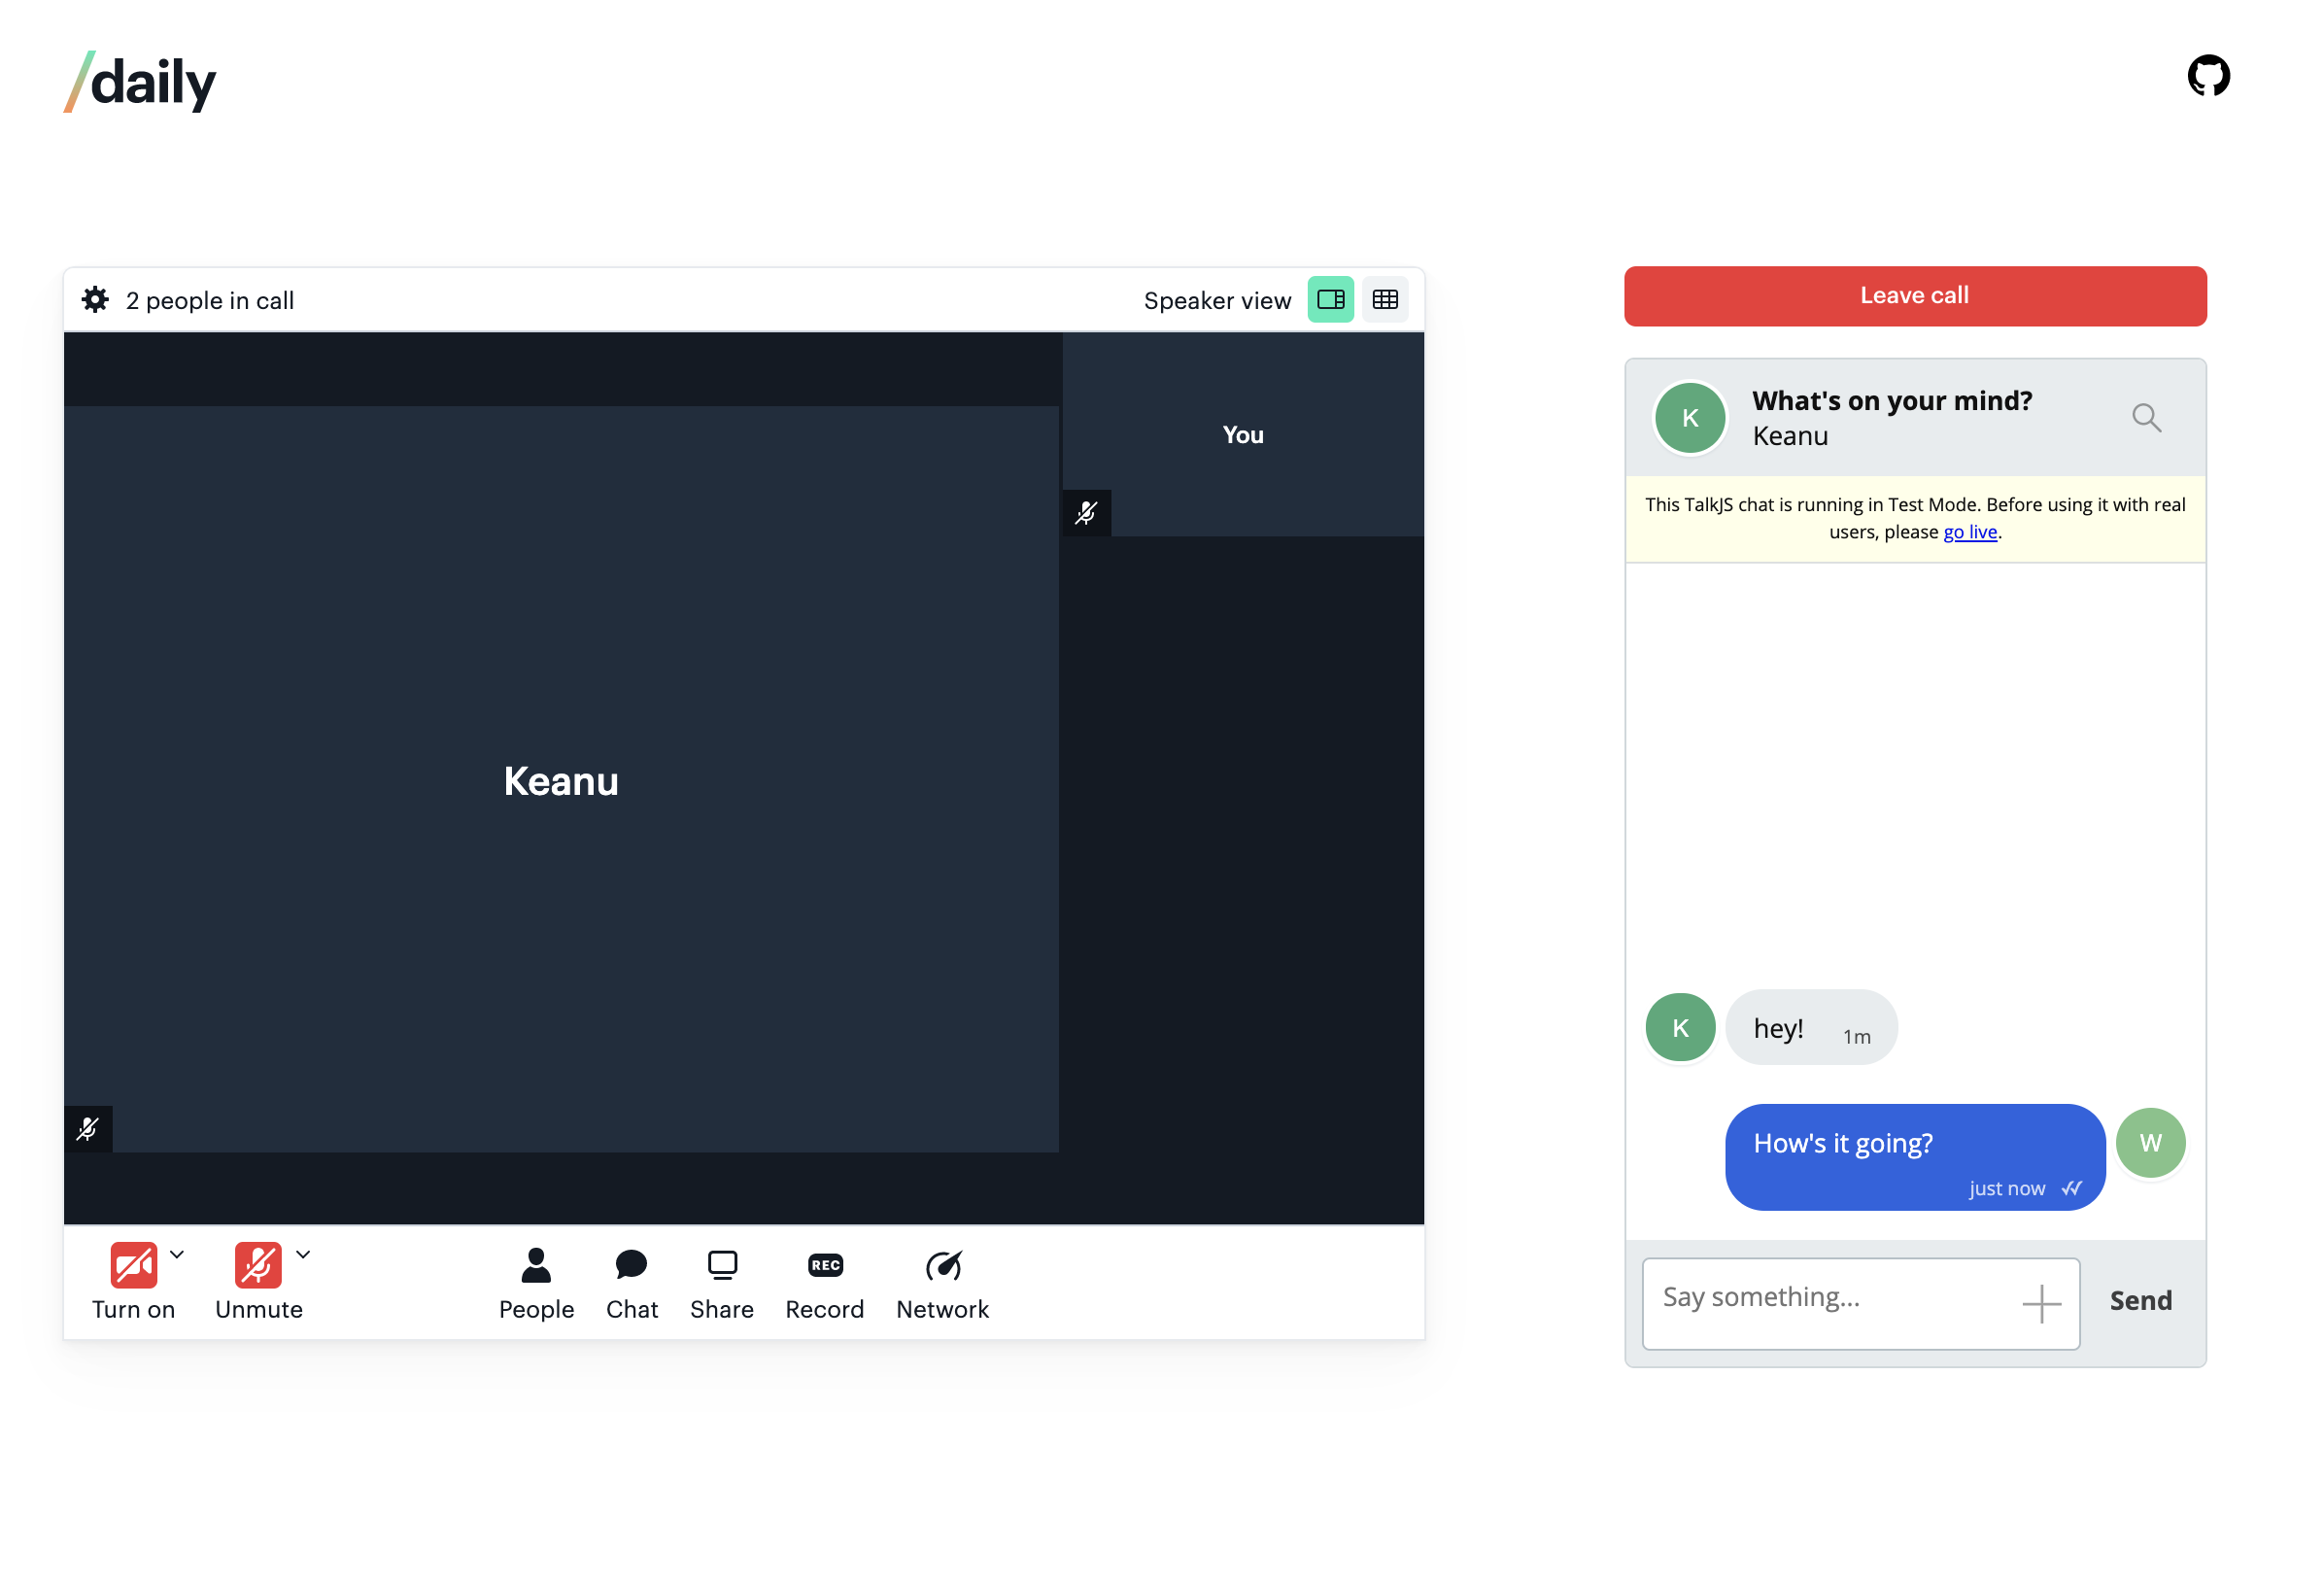 /daily
2 people in call
Speaker view
You
Keanu
Turn on
Unmute
People
Chat
Share
REC
Record
Network
Leave call
K
What's on your mind?
Keanu
This TalkJS chat is running in Test Mode. Before using it with real
users, please go live.
K
hey!
1m
How's it going?
just now
W
Say something...
Send